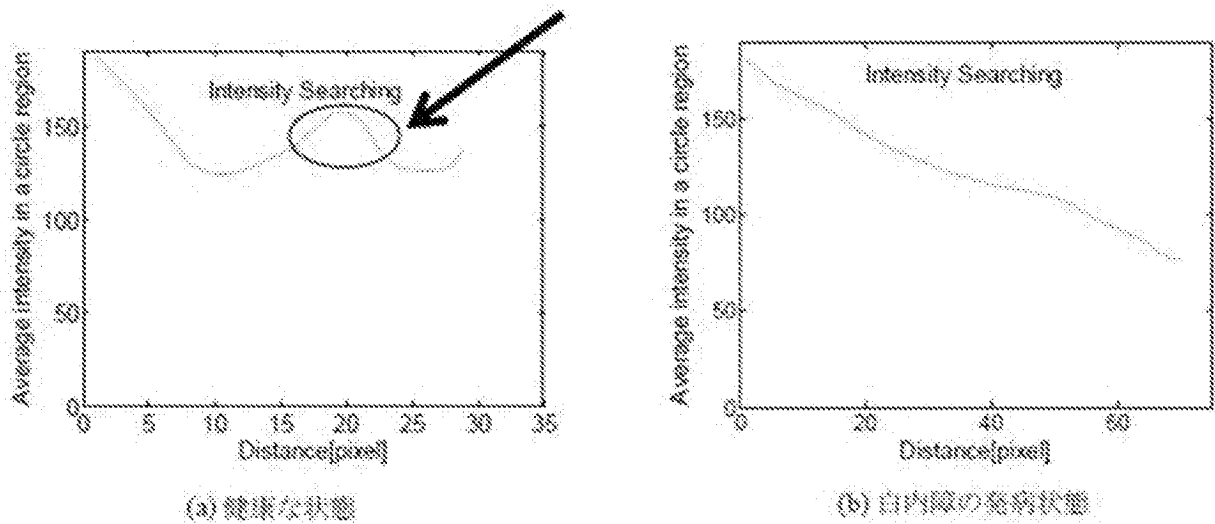 Intensity Searching
Average intensity in a circle region
150
100
50
0
0 5 10 15 20 25 30 35
Distance[pixel]
(a) 健康な状態
Intensity Searching
Average intensity in a circle region
150
100
50
0
0 20 40 60
Distance[pixel]
(b) 白内障の発病状態